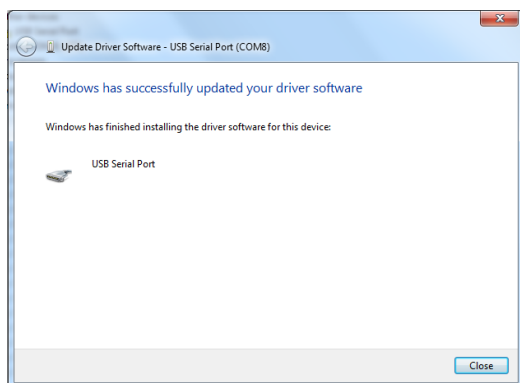 Update Driver Software - USB Serial Port (COM8)
Windows has successfully updated your driver software
Windows has finished installing the driver software for this device:
USB Serial Port
Close